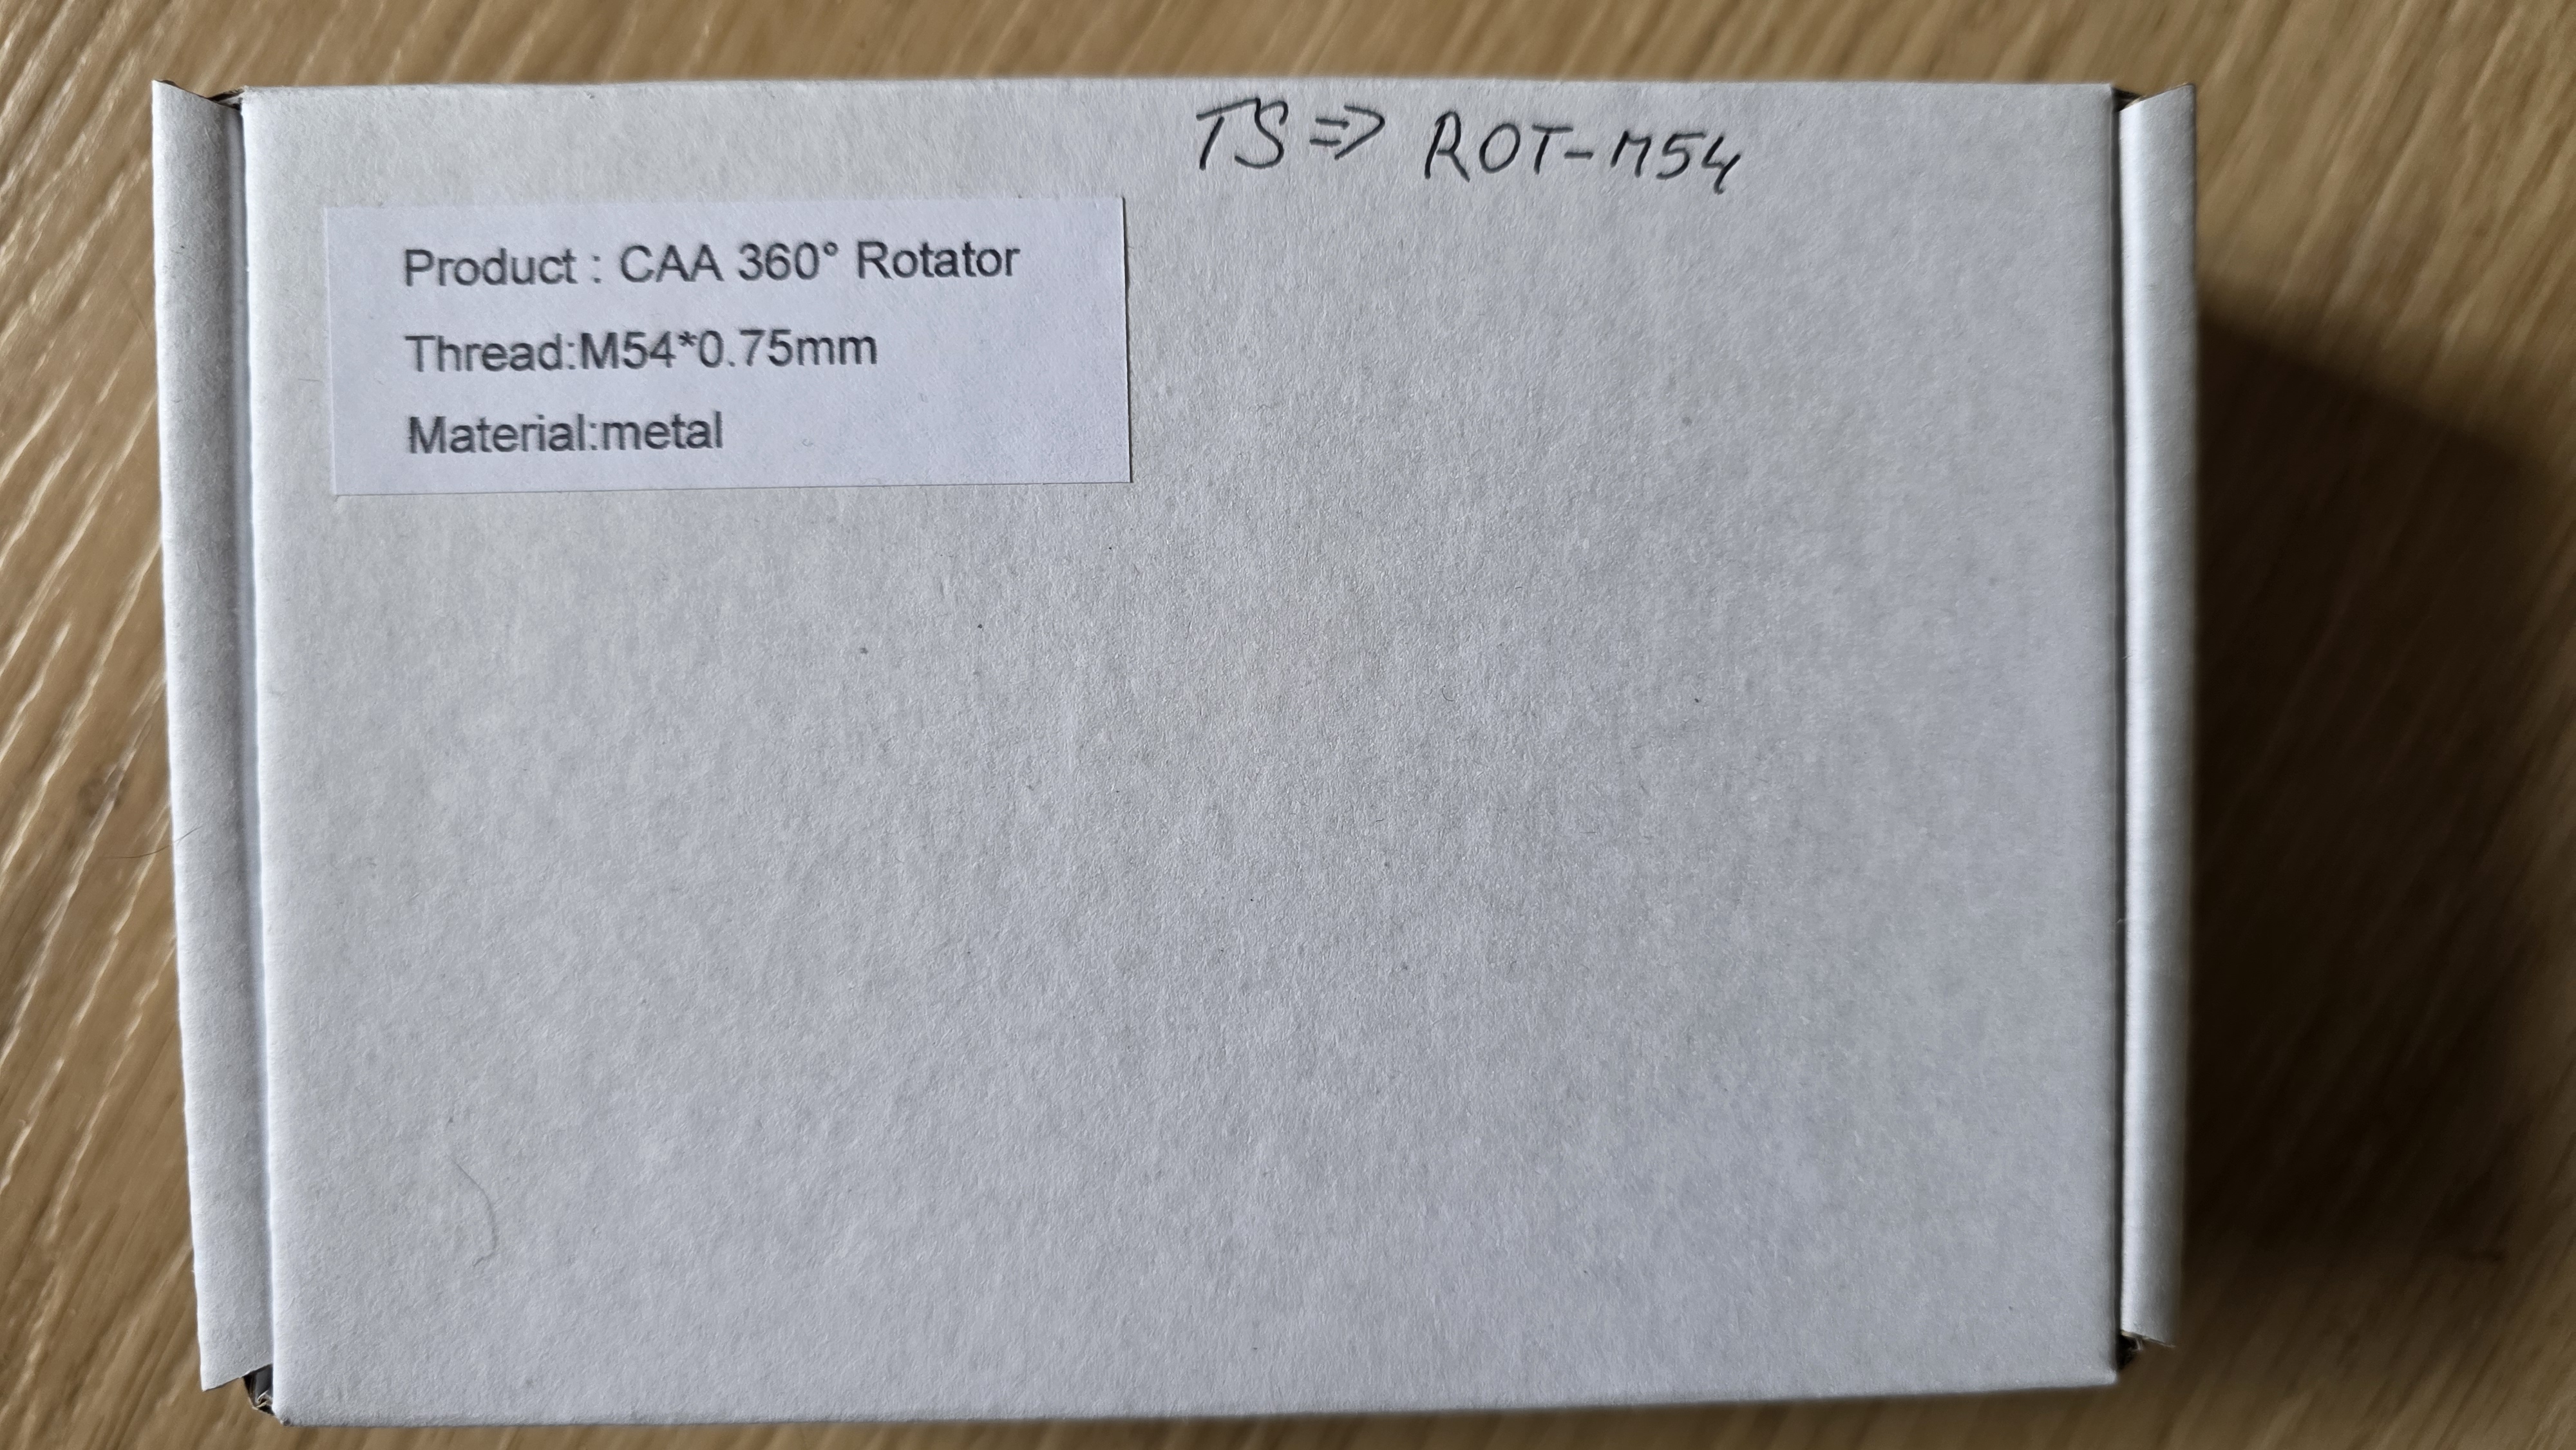 TS => ROT-M54
Product : CAA 360° Rotator
Thread:M54*0.75mm
Material:metal